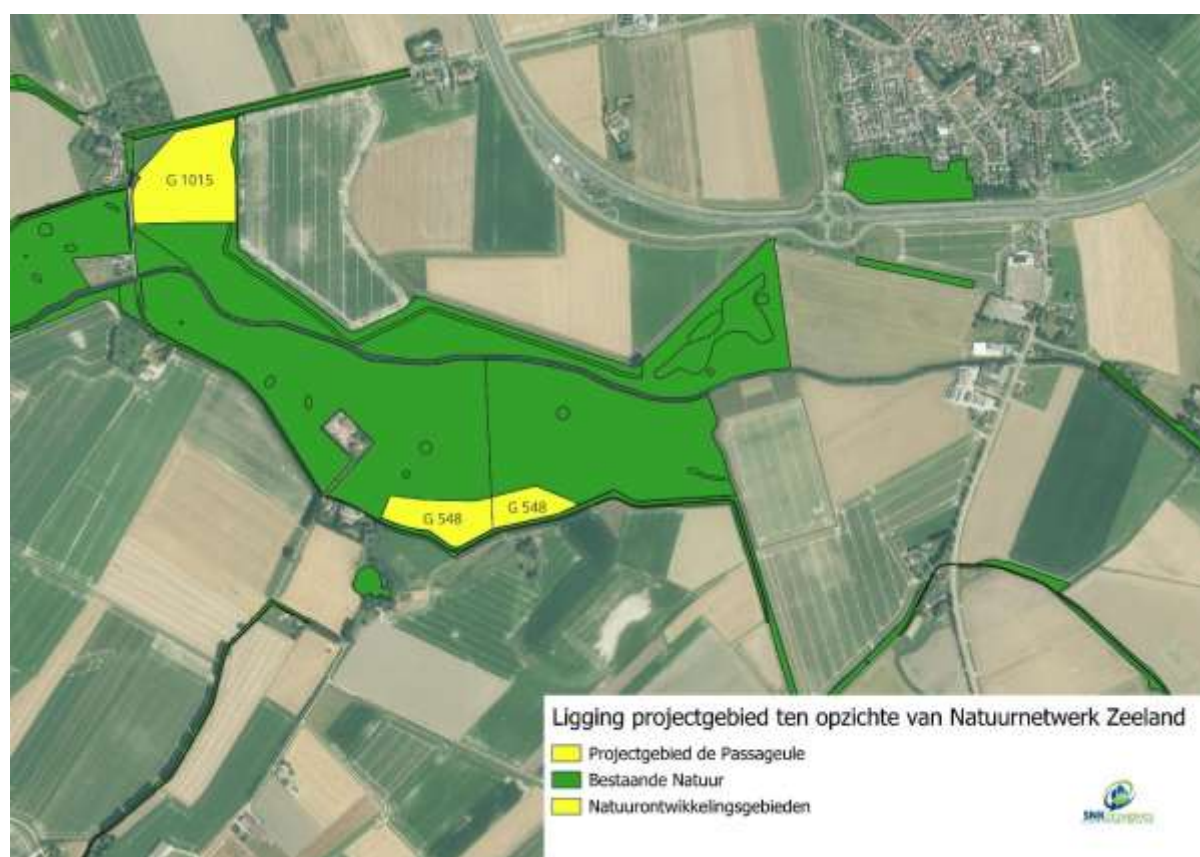 G 1015
G 548
G 548
Ligging projectgebied ten opzichte van Natuurnetwerk Zeeland
Projectgebied de Passageule
Bestaande Natuur
Natuurontwikkelingsgebieden